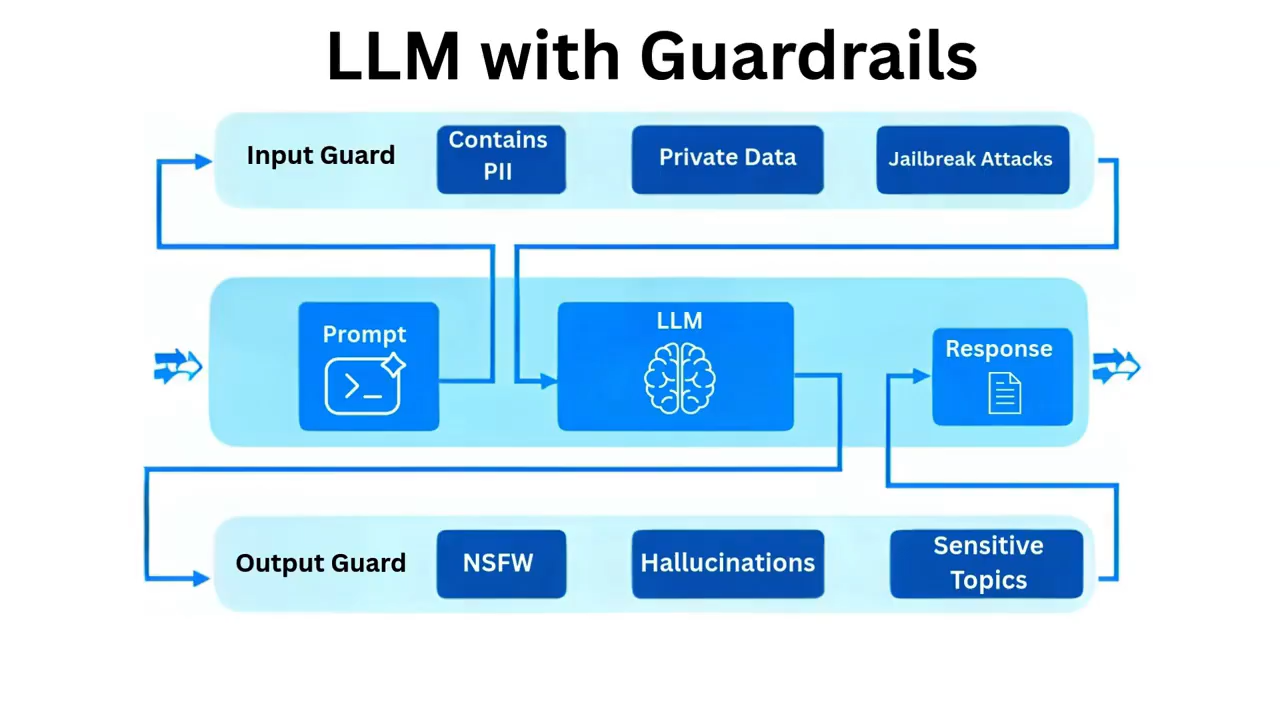 LLM with Guardrails
Input Guard
Contains
PII
Private Data
Jailbreak Attacks
Prompt
LLM
Response
Output Guard
NSFW
Hallucinations
Sensitive
Topics